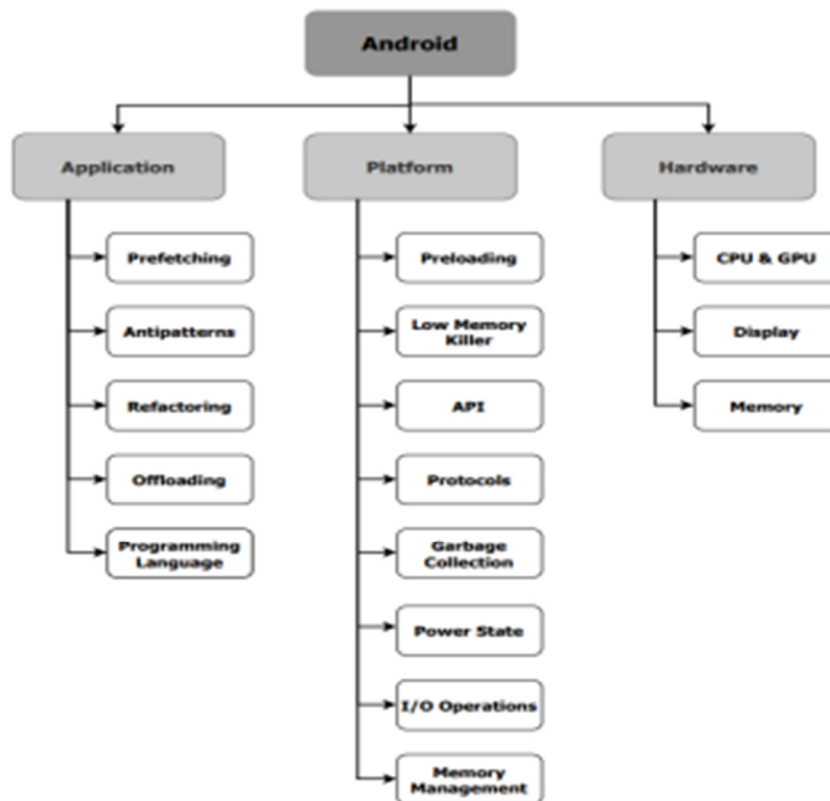 Android
Application
Platform
Hardware
Prefetching
Antipatterns
Refactoring
Offloading
Programming
Language
Preloading
Low Memory
Killer
API
Protocols
Garbage
Collection
Power State
I/O Operations
Memory
Management
CPU & GPU
Display
Memory